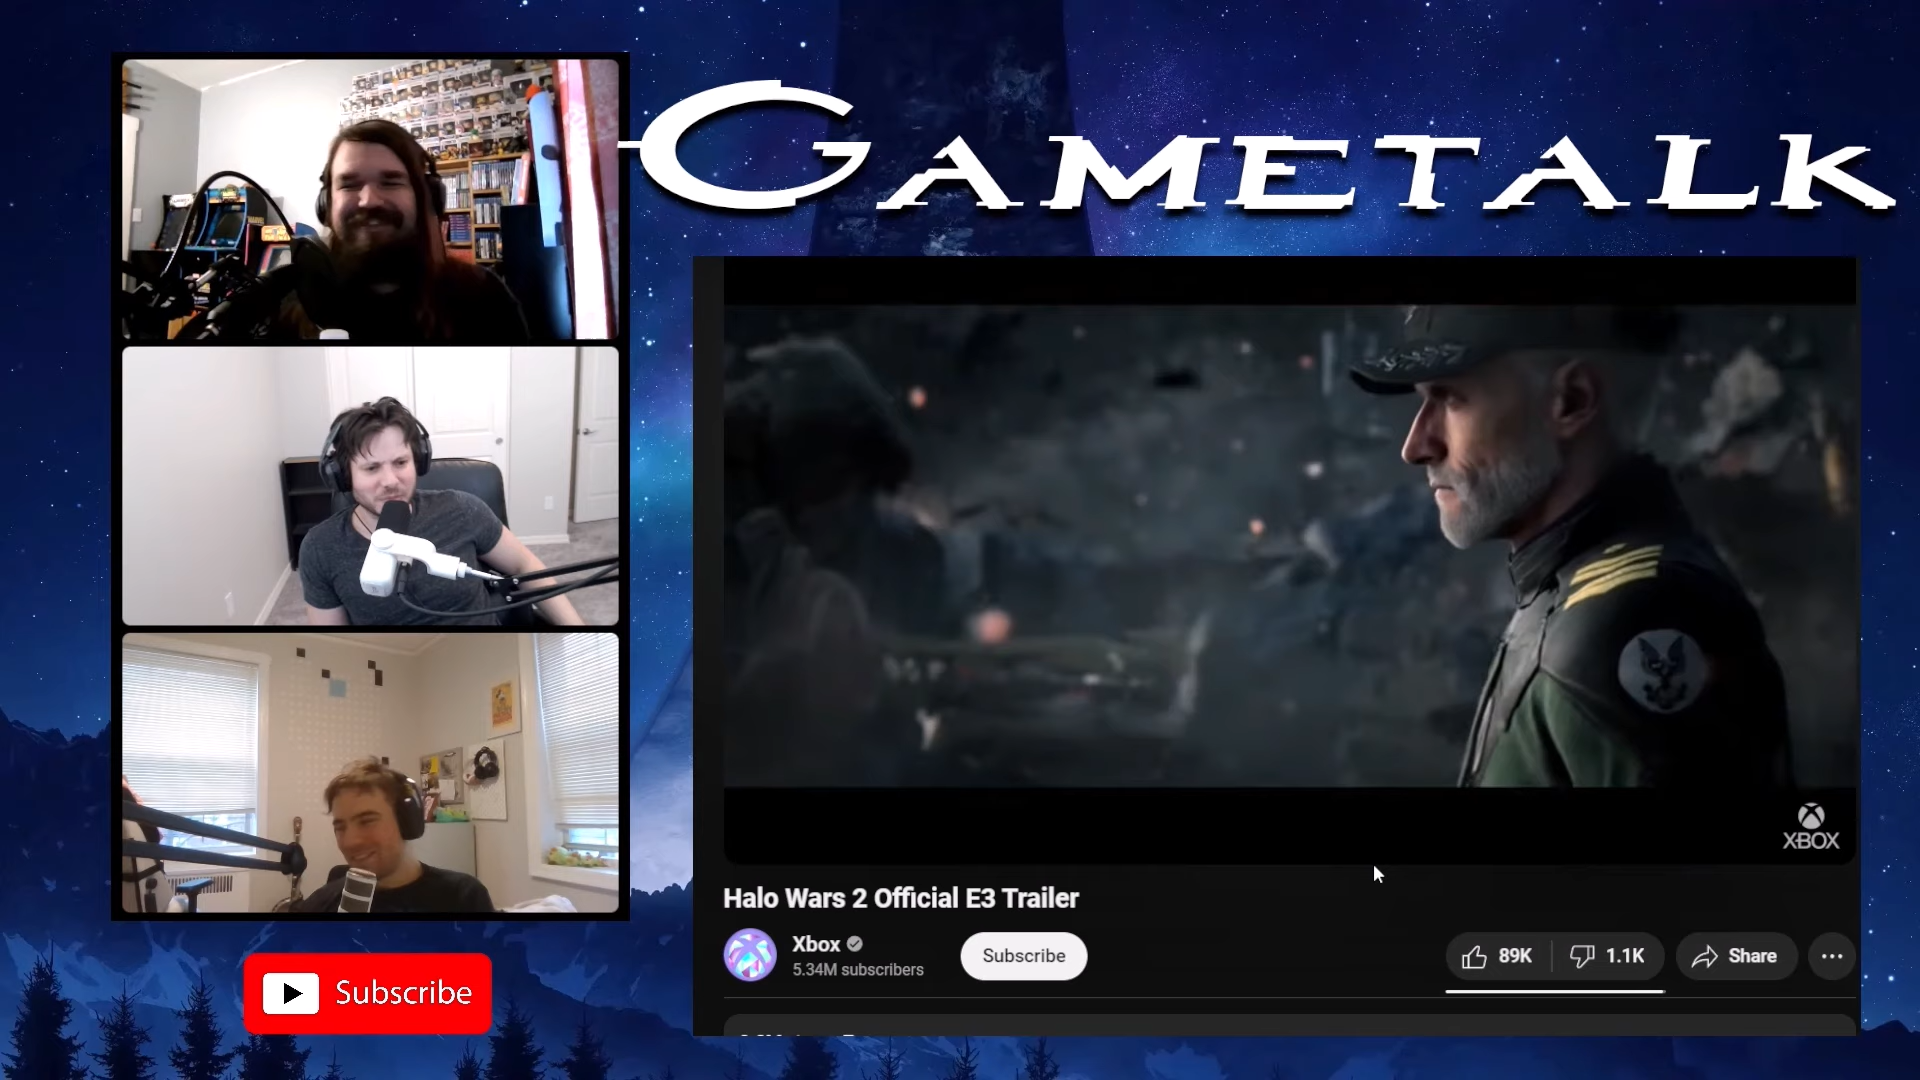 GAMETALK
XBOX
Halo Wars 2 Official E3 Trailer
Xbox
5.34M subscribers
Subscribe
89K
1.1K
Share
Subscribe